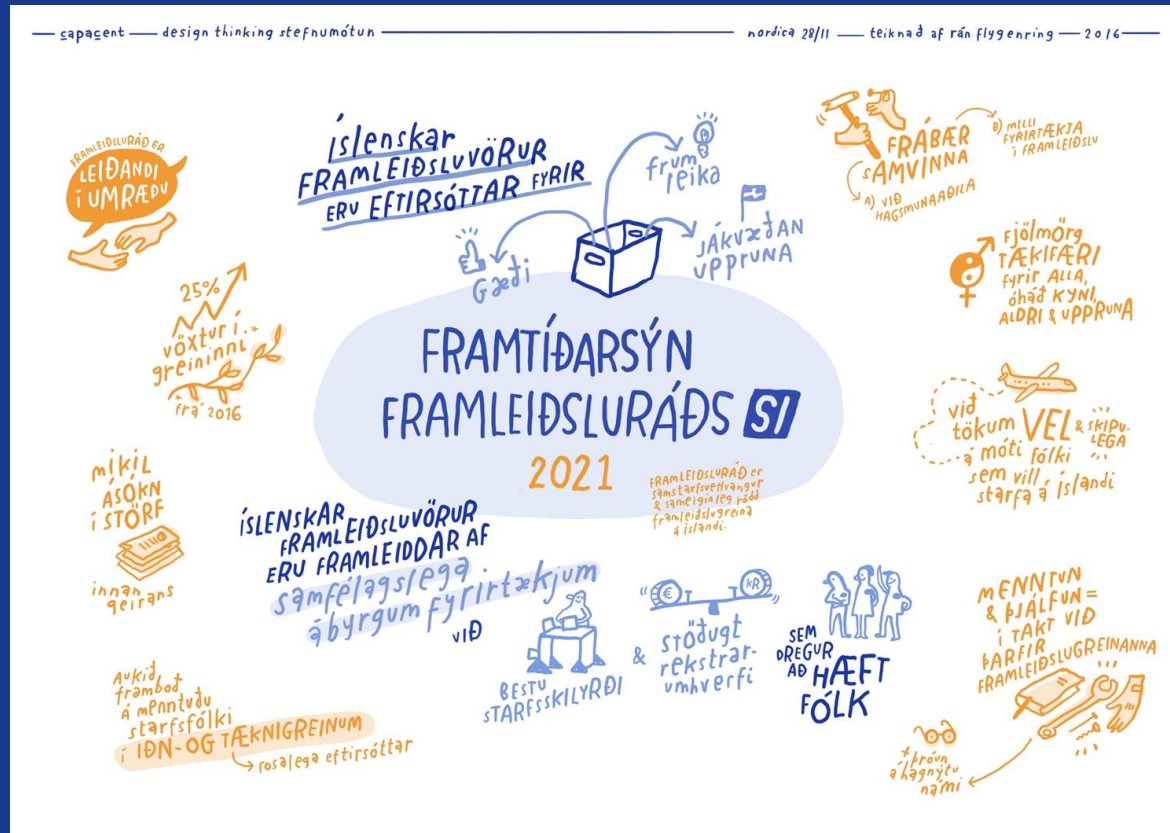 capacent — design thinking stefnumótun — nordica 28/11 — teiknað af rán flygenring — 2016
FRAMLEIÐSLURÁÐ ER
LEIÐANDI
Í UMRÆÐU
íslenskar
FRAMLEIÐSLUVÖRUR
ERU EFTIRSÓTTAR FYRIR
Gæði
frum
leika
JÁKVÆÐAN
UPPRUNA
FRÁBÆR
SAMVINNA
A) VIÐ
HAGSMUNAAÐILA
B) MILLI
FYRIRTÆKJA
Í FRAMLEIÐSLU
25%
vöxtur í
greininni
frá 2016
fjölmörg
TÆKIFÆRI
fyrir ALLA,
óháð KYNI,
ALDRI & UPPRUNA
FRAMTÍÐARSÝN
FRAMLEIÐSLURÁÐS SI
2021
FRAMLEIÐSLURÁÐ er
samstarfsvettvangur
& sameiginleg rödd
framleiðslugreina
á íslandi.
við
tökum VEL & SKIPU-
LEGA
á móti fólki
sem vill
starfa á íslandi
MIKIL
ÁSÓKN
Í STÖRF
innan
geirans
ÍSLENSKAR
FRAMLEIÐSLUVÖRUR
ERU FRAMLEIDDAR AF
samfélagslega
ábyrgum fyrirtækjum
VIÐ
BESTU
STARFSSKILYRÐI
&
€
KR
stöðugt
rekstrar-
umhverfi
SEM
DREGUR
AÐ HÆFT
FÓLK
MENNTUN
& ÞJÁLFUN =
Í TAKT VIÐ
ÞARFIR
FRAMLEIÐSLUGREINANNA
+ þróun
á hagnýtu
námi
Aukið
framboð
á menntuðu
starfsfólki
í IÐN- OG TÆKNIGREINUM
rosalega eftirsóttar